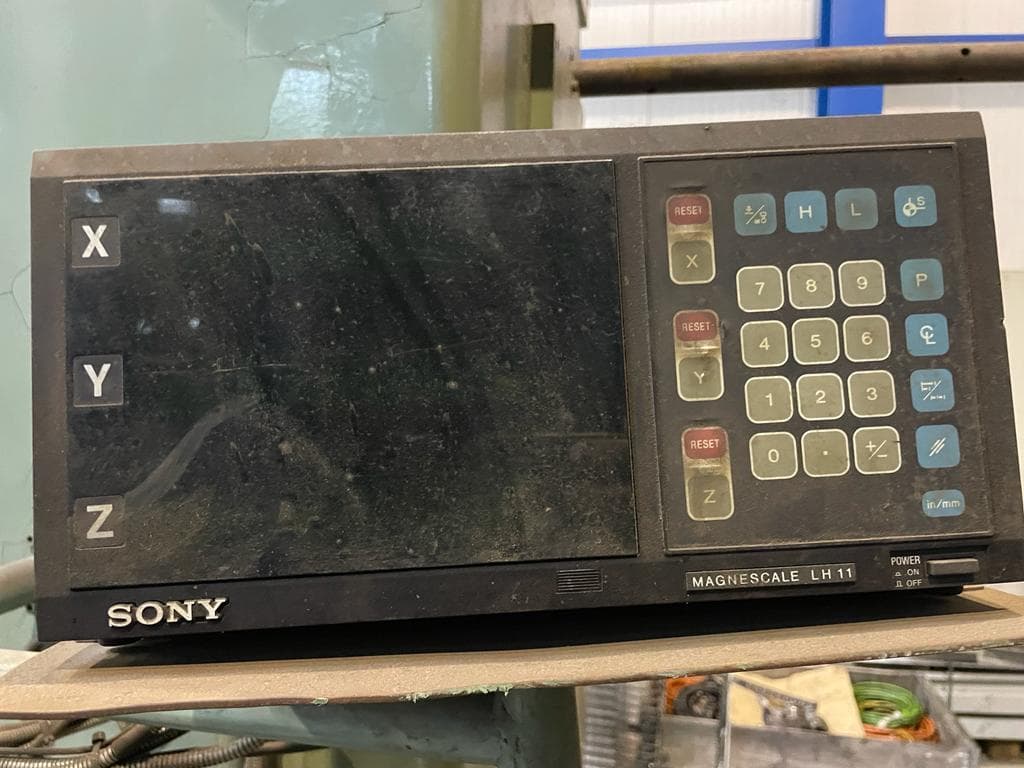 X
Y
Z
SONY
RESET
X
RESET
Y
RESET
Z
H
L
P
7 8 9
4 5 6
1 2 3
0 . +/−
in/mm
MAGNESCALE LH 11
POWER
ON
OFF